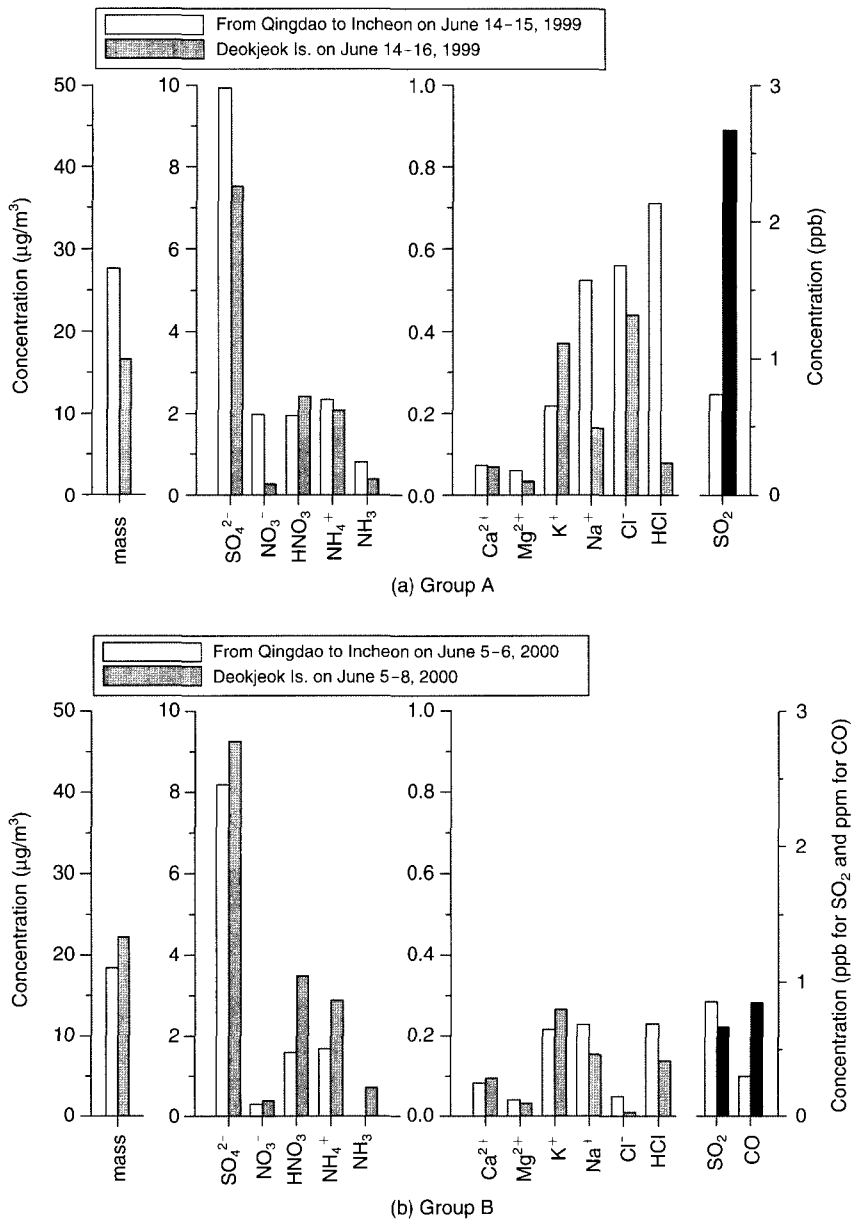 From Qingdao to Incheon on June 14–15, 1999
Deokjeok Is. on June 14–16, 1999
50
40
30
20
10
0
Concentration (μg/m³)
mass
10
8
6
4
2
0
SO₄²⁻
NO₃⁻
HNO₃
NH₄⁺
NH₃
1.0
0.8
0.6
0.4
0.2
0.0
Ca²⁺
Mg²⁺
K⁺
Na⁺
Cl⁻
HCl
3
2
1
0
Concentration (ppb)
SO₂
(a) Group A
From Qingdao to Incheon on June 5–6, 2000
Deokjeok Is. on June 5–8, 2000
50
40
30
20
10
0
Concentration (μg/m³)
mass
10
8
6
4
2
0
SO₄²⁻
NO₃⁻
HNO₃
NH₄⁺
NH₃
1.0
0.8
0.6
0.4
0.2
0.0
Ca²⁺
Mg²⁺
K⁺
Na⁺
Cl⁻
HCl
3
2
1
0
Concentration (ppb for SO₂ and ppm for CO)
SO₂
CO
(b) Group B